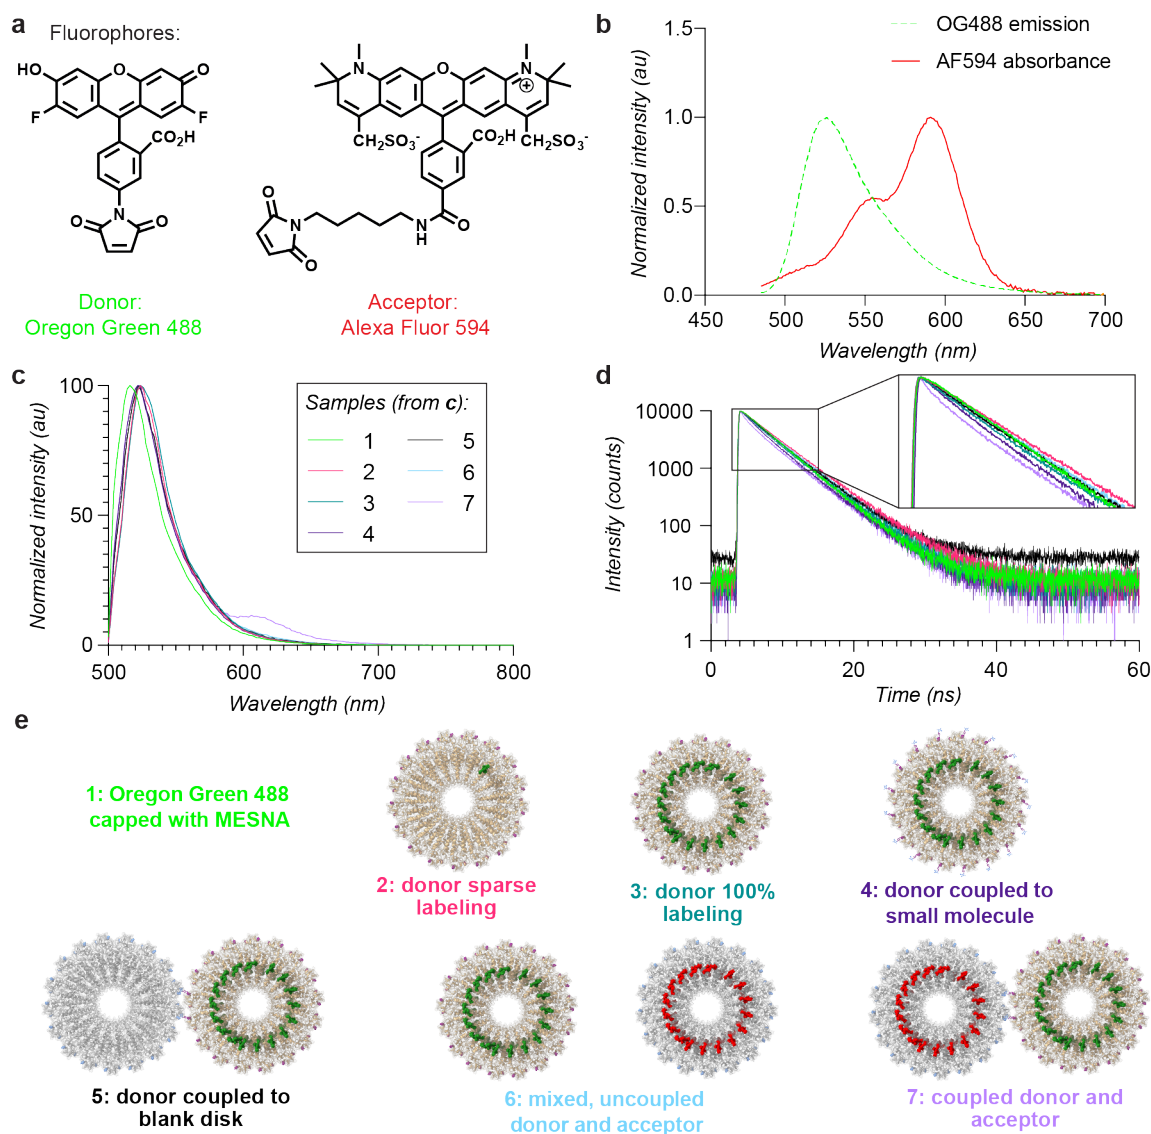 a
Fluorophores:
HO
O
O
F
F
CO2H
N
O
O
Donor:
Oregon Green 488
N
O
N
+
CH2SO3-
CO2H
CH2SO3-
O
N
O
N
H
O
Acceptor:
Alexa Fluor 594
b
OG488 emission
AF594 absorbance
Normalized intensity (au)
1.5
1.0
0.5
0.0
450
500
550
600
650
700
Wavelength (nm)
c
Normalized intensity (au)
100
50
0
500
600
700
800
Wavelength (nm)
Samples (from c):
1
5
2
6
3
7
4
d
Intensity (counts)
10000
1000
100
10
1
0
20
40
60
Time (ns)
e
1: Oregon Green 488
capped with MESNA
2: donor sparse
labeling
3: donor 100%
labeling
4: donor coupled to
small molecule
5: donor coupled to
blank disk
6: mixed, uncoupled
donor and acceptor
7: coupled donor and
acceptor